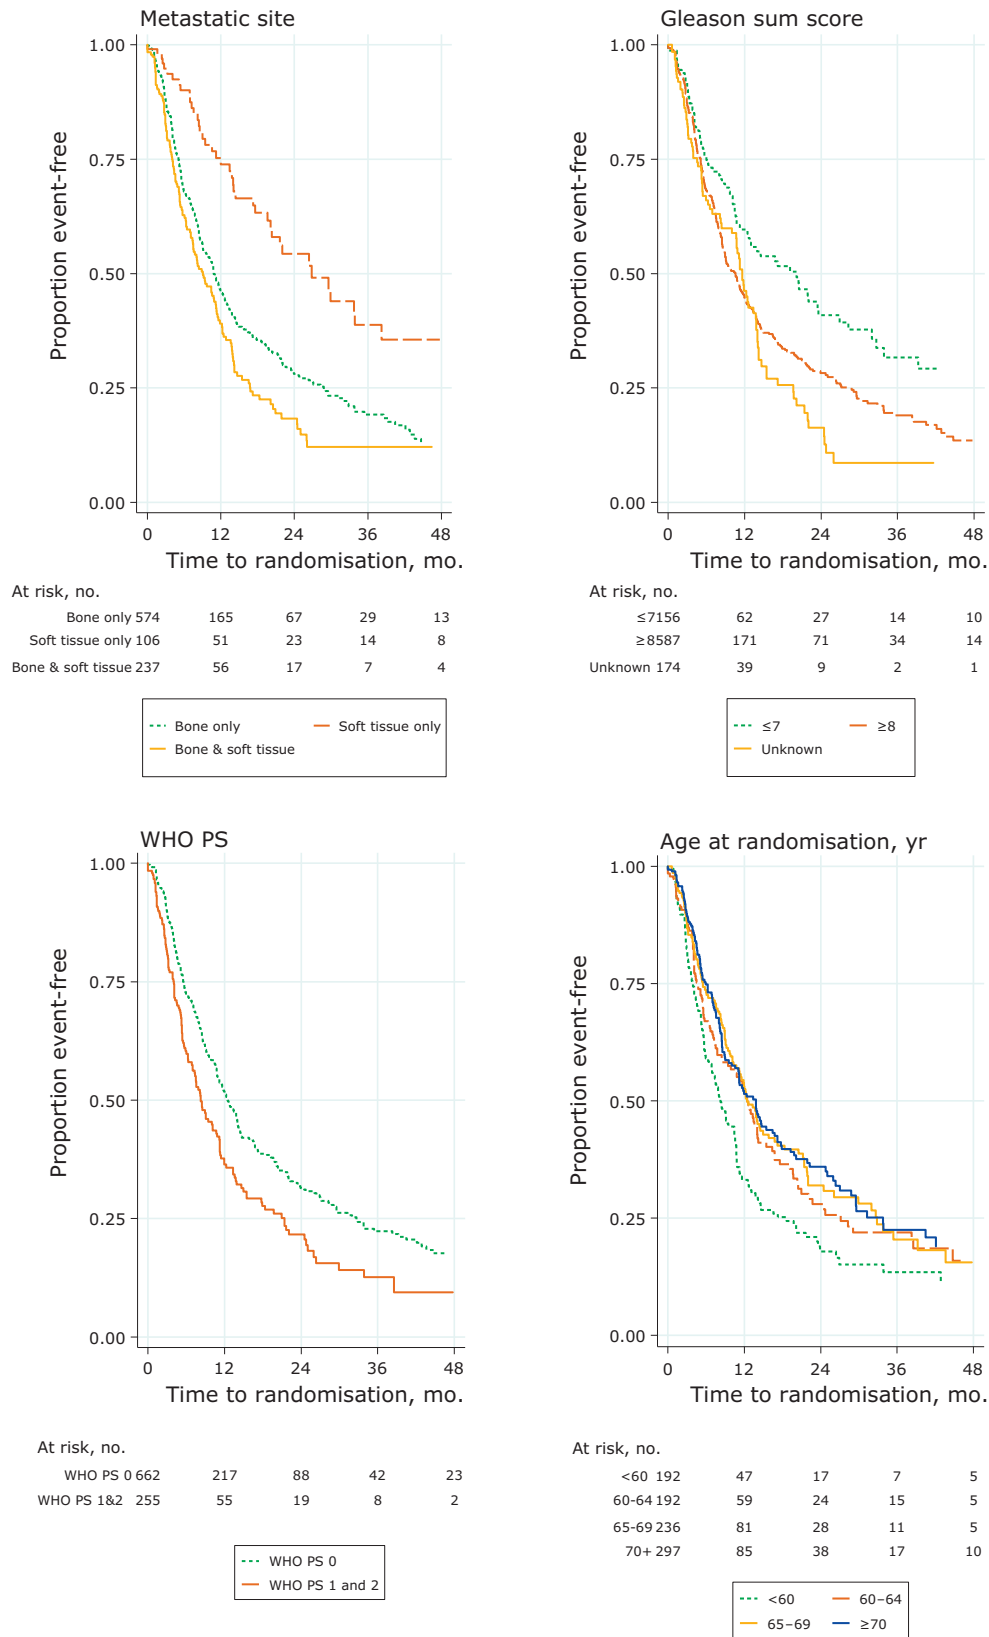 Metastatic site
1.00
0.75
0.50
0.25
0.00
Proportion event-free
0 12 24 36 48
Time to randomisation, mo.
At risk, no.
Bone only 574 165 67 29 13
Soft tissue only 106 51 23 14 8
Bone & soft tissue 237 56 17 7 4
Bone only Soft tissue only
Bone & soft tissue
Gleason sum score
1.00
0.75
0.50
0.25
0.00
Proportion event-free
0 12 24 36 48
Time to randomisation, mo.
At risk, no.
≤7156 62 27 14 10
≥8587 171 71 34 14
Unknown 174 39 9 2 1
≤7 ≥8
Unknown
WHO PS
1.00
0.75
0.50
0.25
0.00
Proportion event-free
0 12 24 36 48
Time to randomisation, mo.
At risk, no.
WHO PS 0 662 217 88 42 23
WHO PS 1&2 255 55 19 8 2
WHO PS 0
WHO PS 1 and 2
Age at randomisation, yr
1.00
0.75
0.50
0.25
0.00
Proportion event-free
0 12 24 36 48
Time to randomisation, mo.
At risk, no.
<60 192 47 17 7 5
60-64 192 59 24 15 5
65-69 236 81 28 11 5
70+ 297 85 38 17 10
<60 60–64
65–69 ≥70